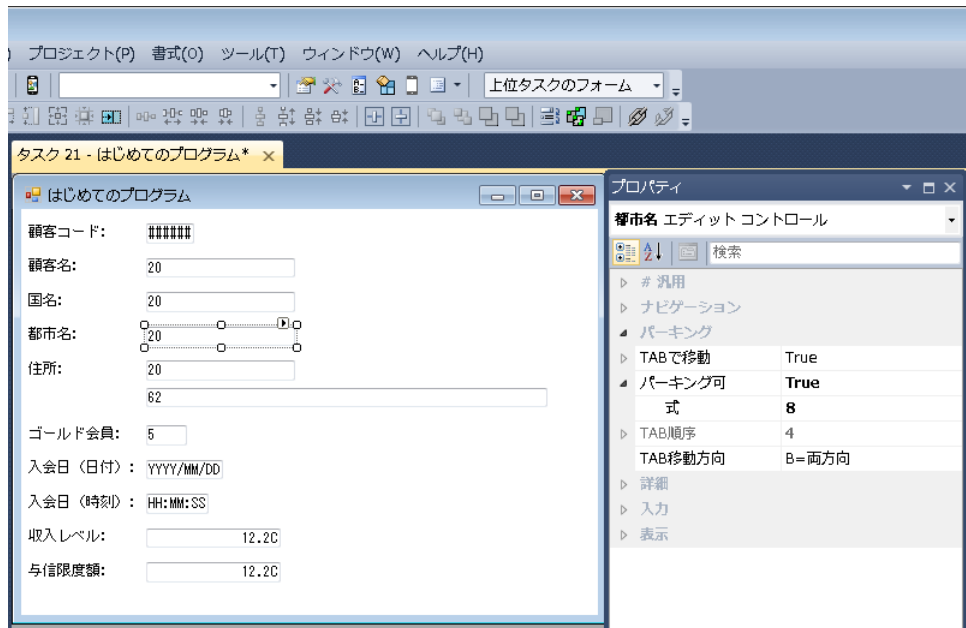 ) プロジェクト(P) 書式(O) ツール(T) ウィンドウ(W) ヘルプ(H)
上位タスクのフォーム
タスク 21 - はじめてのプログラム* ×
はじめてのプログラム
顧客コード: ######
顧客名: 20
国名: 20
都市名: 20
住所: 20
62
ゴールド会員: 5
入会日（日付）: YYYY/MM/DD
入会日（時刻）: HH:MM:SS
収入レベル: 12.2C
与信限度額: 12.2C
プロパティ
都市名 エディット コントロール
検索
# 汎用
ナビゲーション
パーキング
TABで移動 True
パーキング可 True
式 8
TAB順序 4
TAB移動方向 B=両方向
詳細
入力
表示